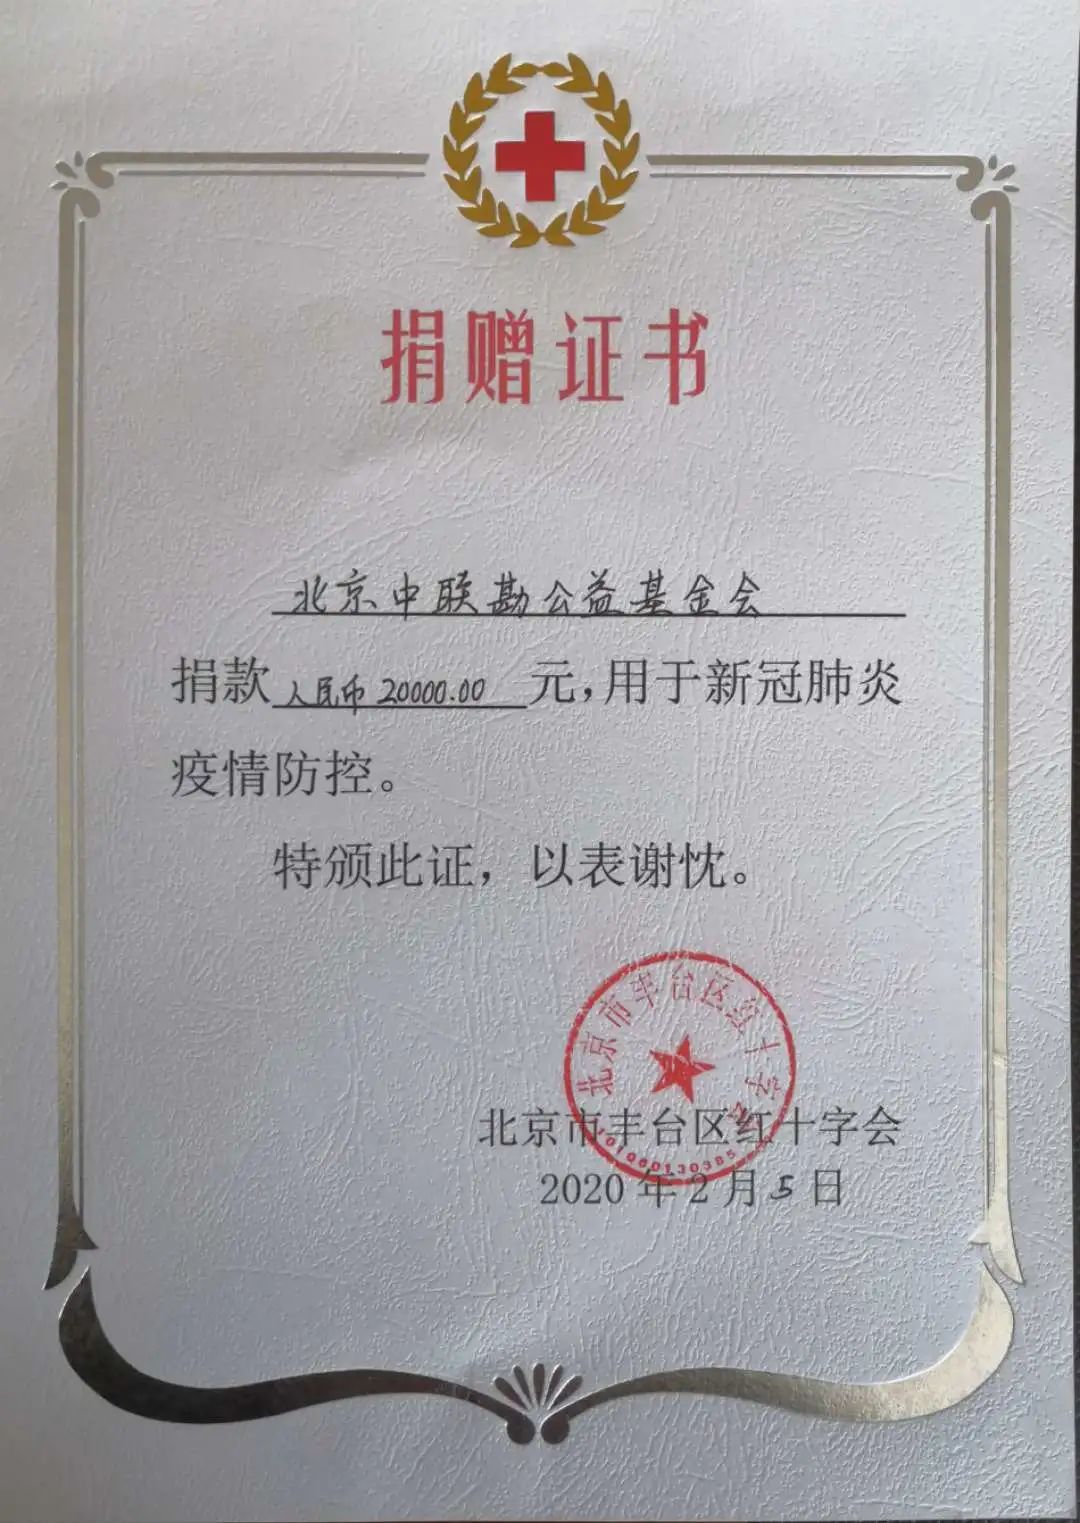 捐赠证书
北京中联勘公益基金会
捐款人民币20000.00元,用于新冠肺炎
疫情防控。
特颁此证，以表谢忱。
北京市丰台区红十字会
北京市丰台区红十字会
2020年2月5日